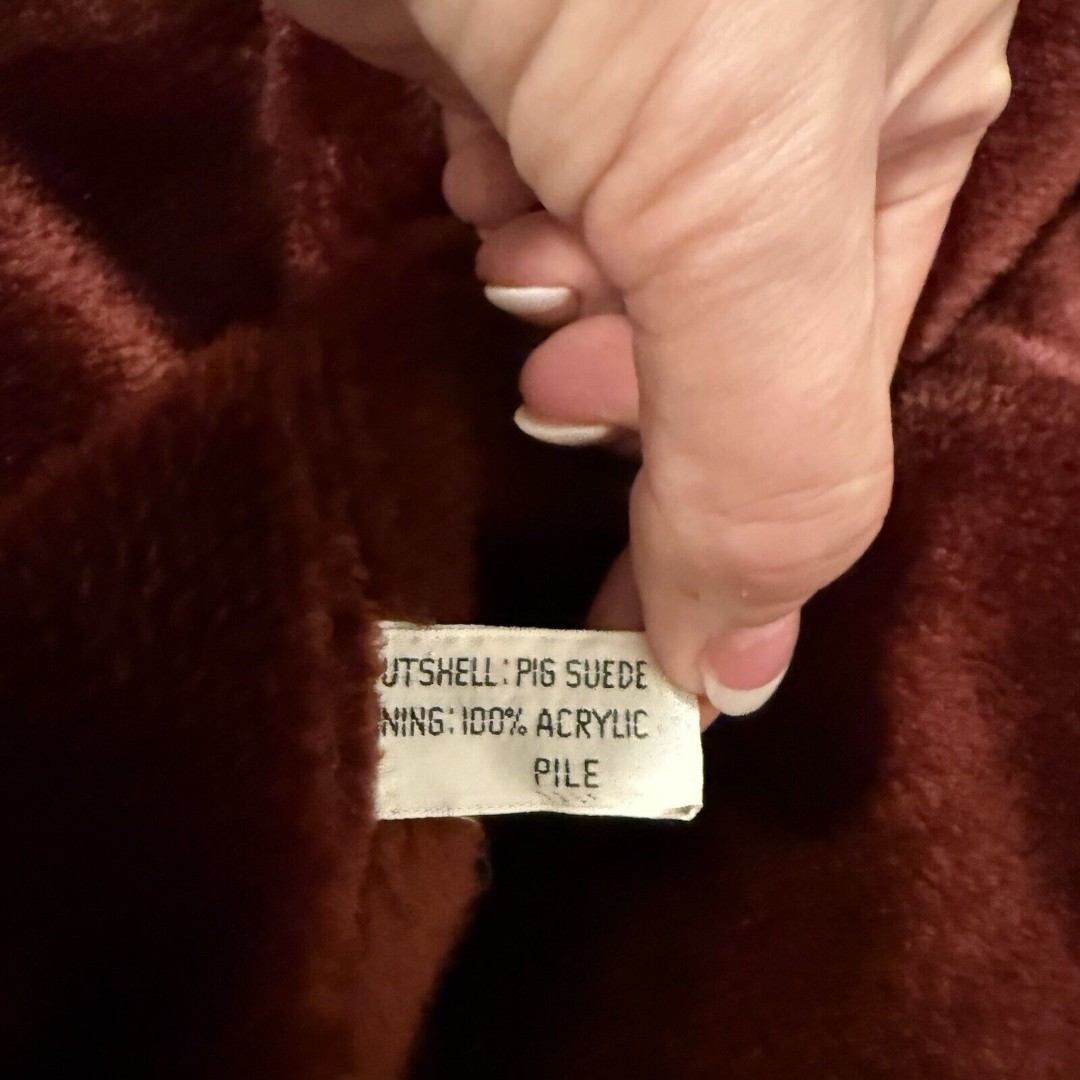 UTSHELL: PIG SUEDE
NING: 100% ACRYLIC
PILE